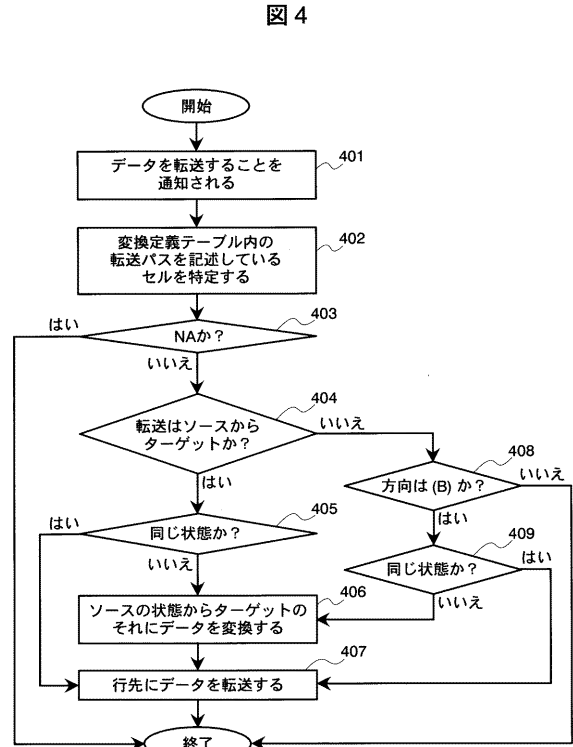 図4
開始
データを転送することを
通知される
401
変換定義テーブル内の
転送パスを記述している
セルを特定する
402
403
はい
NAか?
いいえ
404
転送はソースから
ターゲットか?
いいえ
はい
408
方向は(B)か?
いいえ
はい
405
はい
同じ状態か?
いいえ
409
同じ状態か?
はい
いいえ
406
ソースの状態からターゲットの
それにデータを変換する
407
行先にデータを転送する
終了